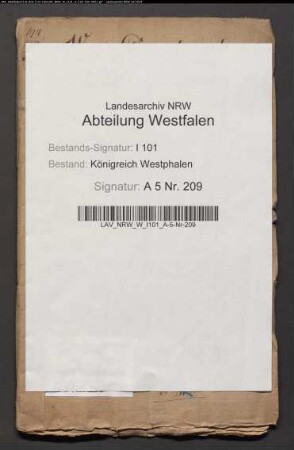 Landesarchiv NRW
Abteilung Westfalen
Bestands-Signatur: I 101
Bestand: Königreich Westphalen
Signatur: A 5 Nr. 209
LAV_NRW_W_I101_A-5-Nr-209